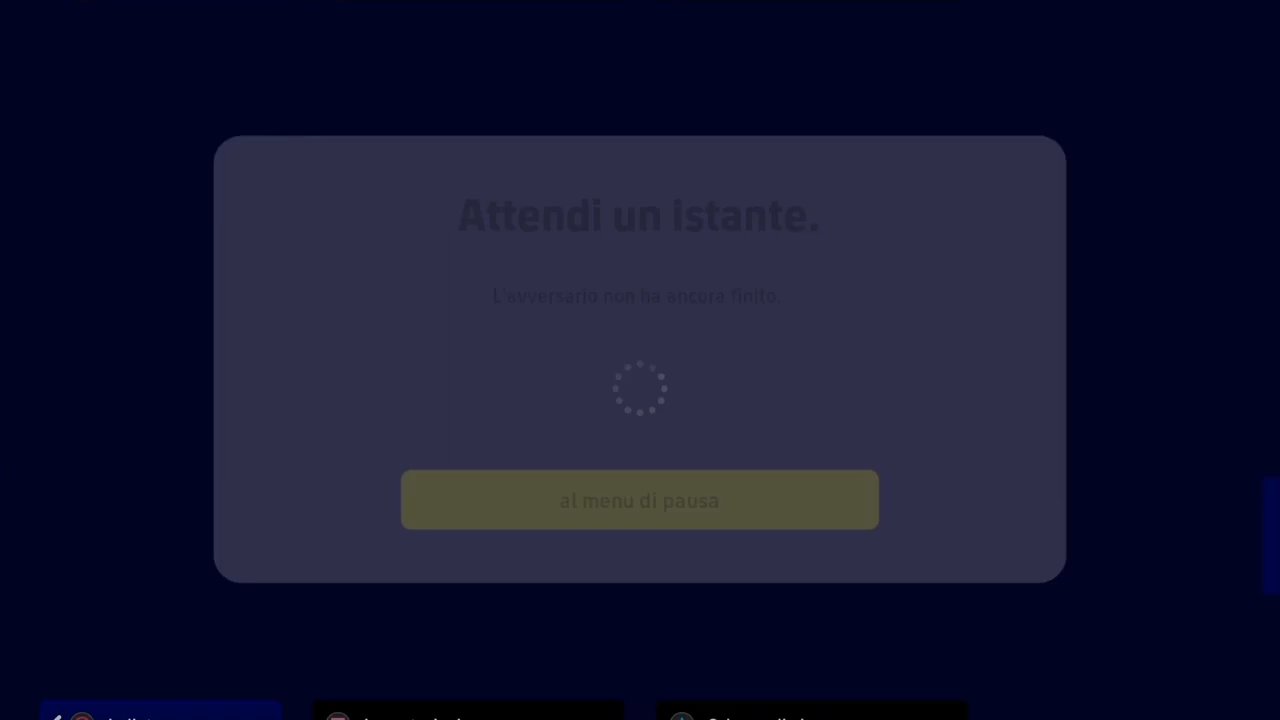 Attendi un istante.
L'avversario non ha ancora finito.
al menu di pausa